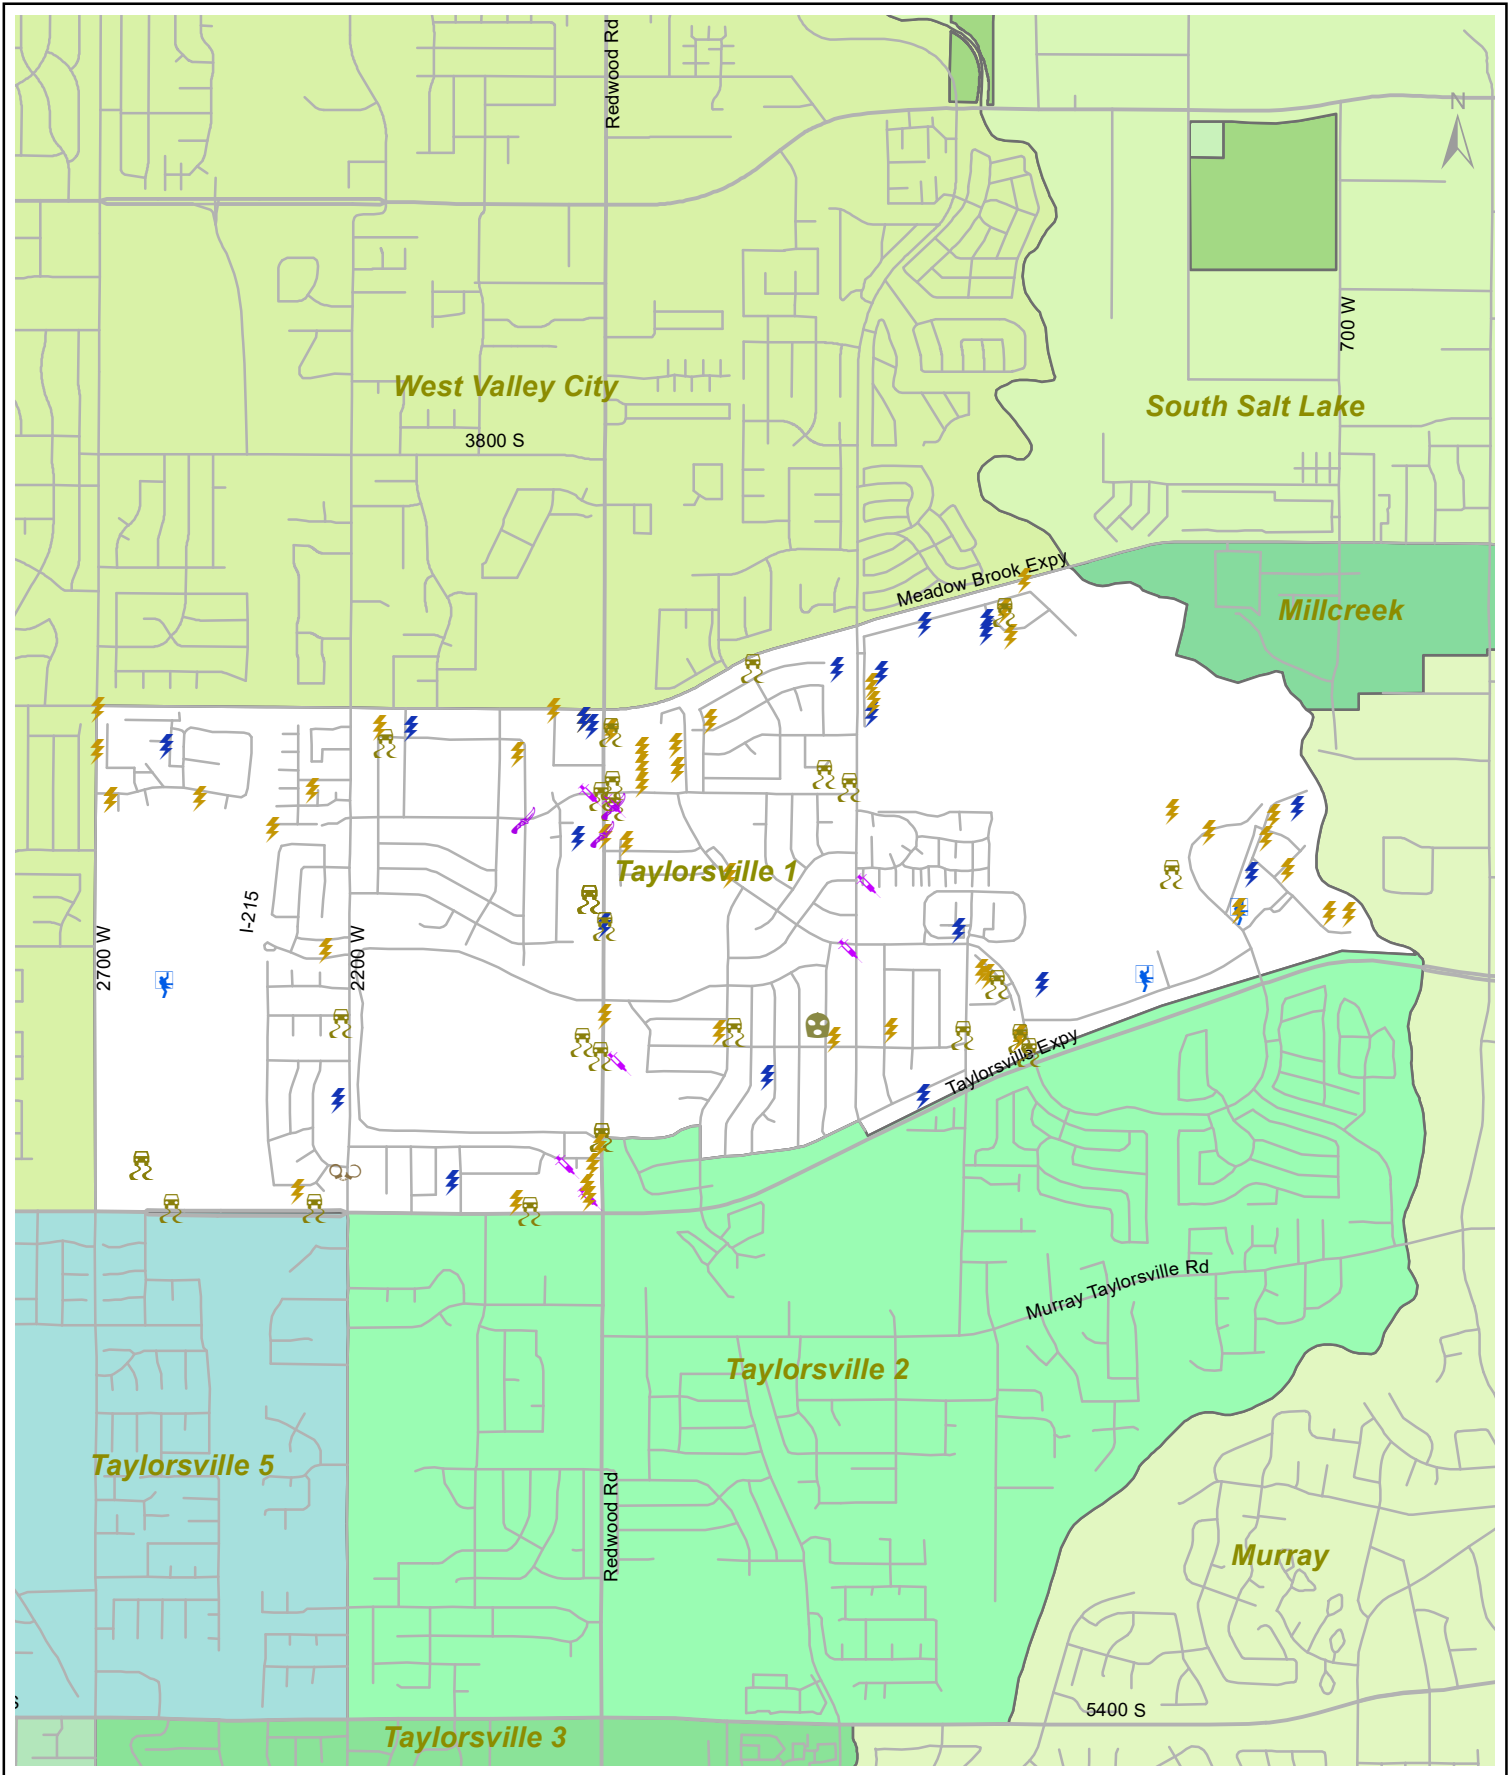 Redwood Rd
N
700 W
West Valley City
South Salt Lake
3800 S
Meadow Brook Expy
Millcreek
Taylorsville 1
I-215
2700 W
2200 W
Taylorsville Expy
Murray Taylorsville Rd
Taylorsville 2
Taylorsville 5
Redwood Rd
Murray
5400 S
Taylorsville 3